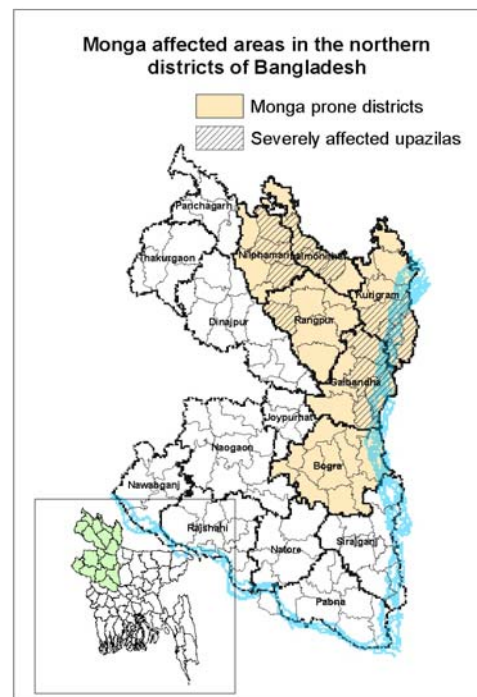 Monga affected areas in the northern
districts of Bangladesh
Monga prone districts
Severely affected upazilas
Panchagarh
Thakurgaon
Nilphamari
Lalmonirhat
Kurigram
Dinajpur
Rangpur
Gaibandha
Joypurhat
Naogaon
Bogra
Nawabganj
Rajshahi
Natore
Sirajganj
Pabna